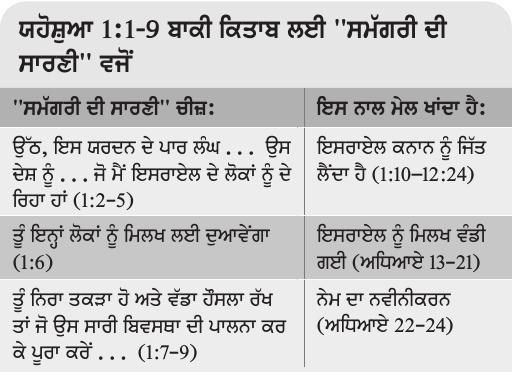 ਯਹੋਸ਼ੁਆ 1:1-9 ਬਾਕੀ ਕਿਤਾਬ ਲਈ "ਸਮੱਗਰੀ ਦੀ
ਸਾਰਣੀ" ਵਜੋਂ
"ਸਮੱਗਰੀ ਦੀ ਸਾਰਣੀ" ਚੀਜ਼:
ਇਸ ਨਾਲ ਮੇਲ ਖਾਂਦਾ ਹੈ:
ਉੱਠ, ਇਸ ਯਰਦਨ ਦੇ ਪਾਰ ਲੰਘ . . . ਉਸ
ਦੇਸ਼ ਨੂੰ . . . ਜੋ ਮੈਂ ਇਸਰਾਏਲ ਦੇ ਲੋਕਾਂ ਨੂੰ ਦੇ
ਰਿਹਾ ਹਾਂ (1:2–5)
ਇਸਰਾਏਲ ਕਨਾਨ ਨੂੰ ਜਿੱਤ
ਲੈਂਦਾ ਹੈ (1:10–12:24)
ਤੂੰ ਇਨ੍ਹਾਂ ਲੋਕਾਂ ਨੂੰ ਮਿਲਖ ਲਈ ਦੁਆਵੇਂਗਾ
(1:6)
ਇਸਰਾਏਲ ਨੂੰ ਮਿਲਖ ਵੰਡੀ
ਗਈ (ਅਧਿਆਏ 13–21)
ਤੂੰ ਨਿਰਾ ਤਕੜਾ ਹੋ ਅਤੇ ਵੱਡਾ ਹੌਂਸਲਾ ਰੱਖ
ਤਾਂ ਜੋ ਉਸ ਸਾਰੀ ਬਿਵਸਥਾ ਦੀ ਪਾਲਨਾ ਕਰ
ਕੇ ਪੂਰਾ ਕਰੇਂ . . . (1:7–9)
ਨੇਮ ਦਾ ਨਵੀਨੀਕਰਨ
(ਅਧਿਆਏ 22–24)